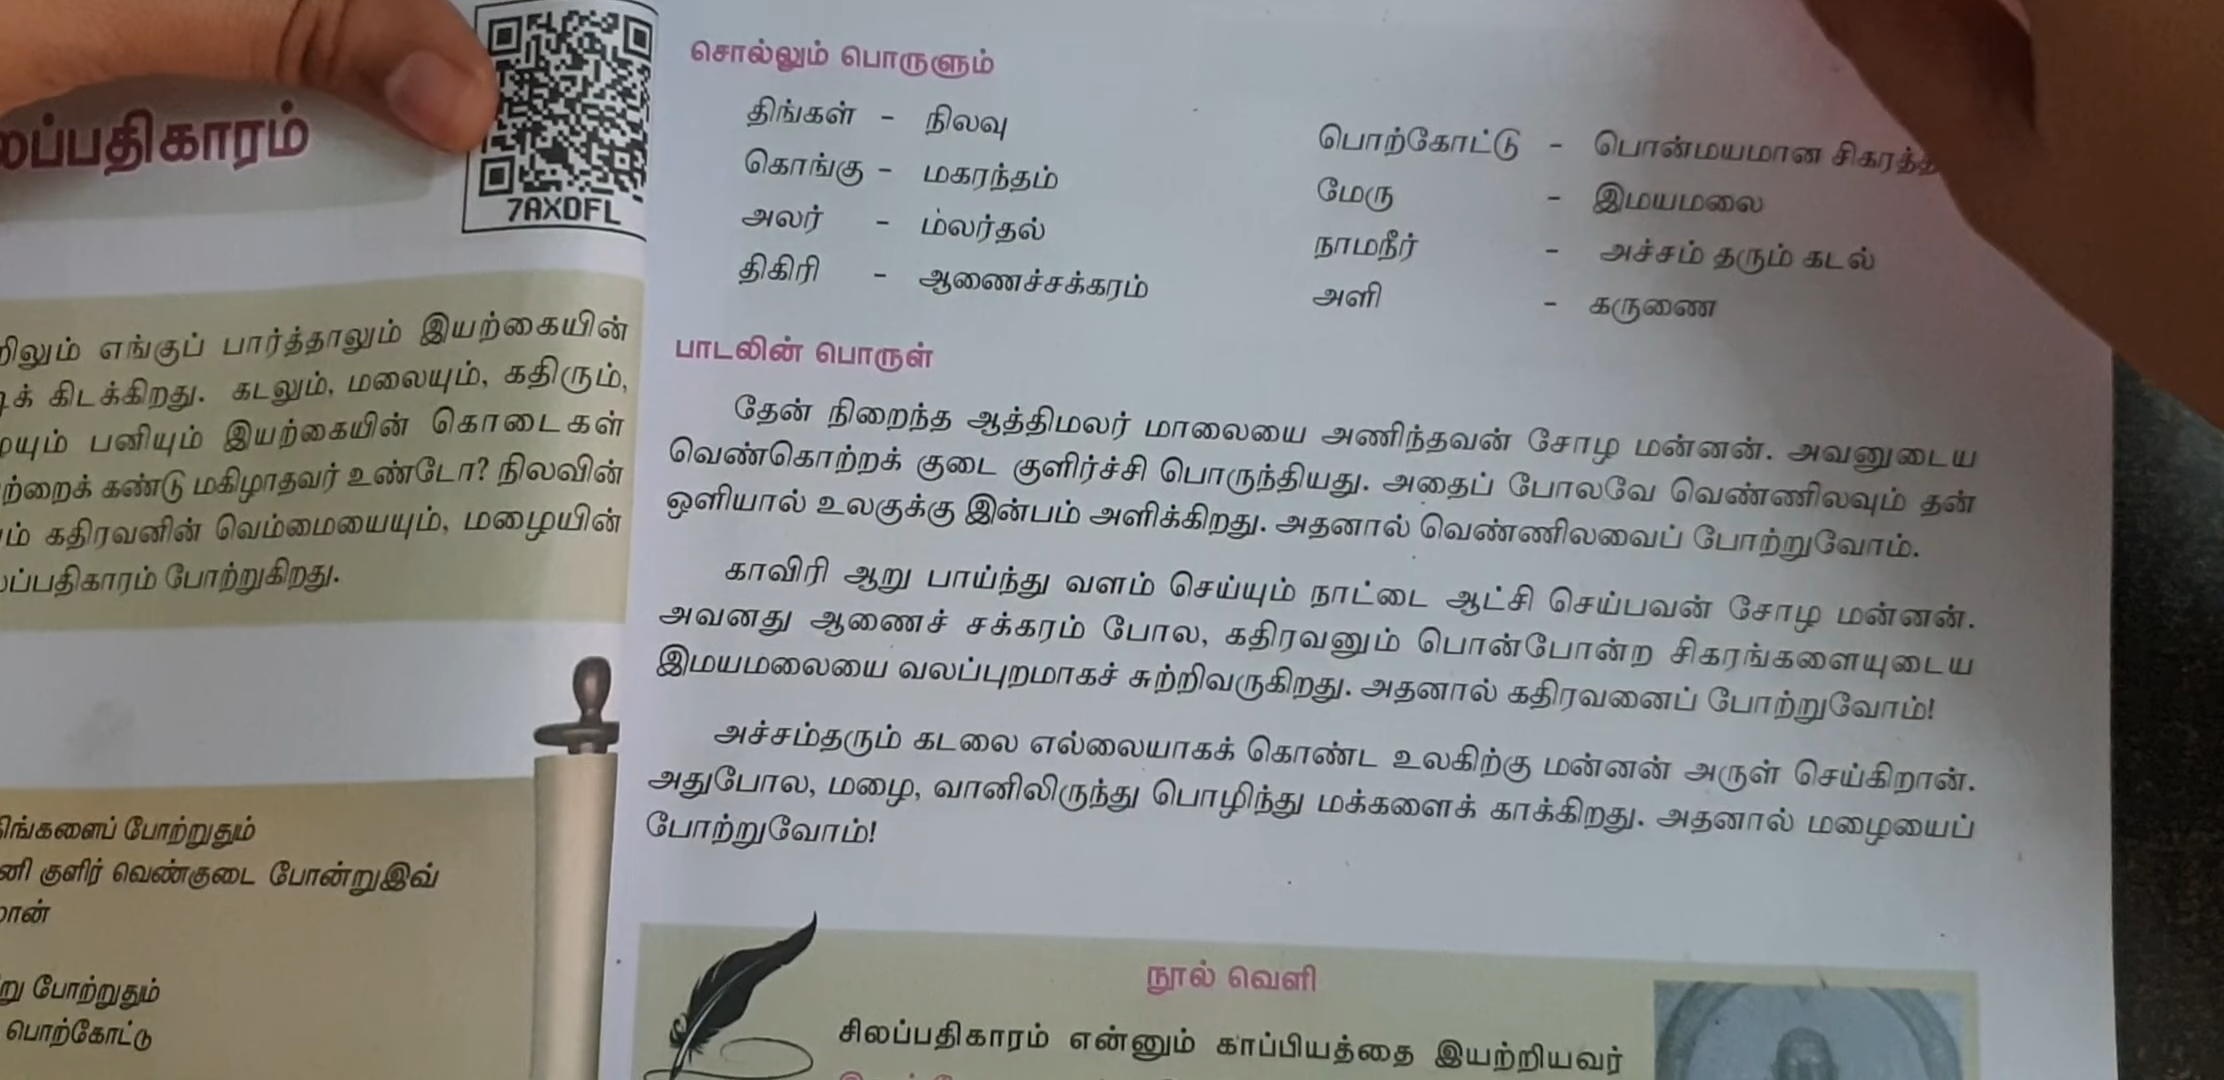 7AXDFL
றிலும் எங்குப் பார்த்தாலும் இயற்கையின்
கிடக்கிறது. கடலும், மலையும், கதிரும்,
பனியும் இயற்கையின் கொடைகள்
கண்டு மகிழாதவர் உண்டோ? நிலவின்
கதிரவனின் வெம்மையையும், மழையின்
லப்பதிகாரம் போற்றுகிறது.
திங்களைப் போற்றுதும்
குளிர் வெண்குடை போன்றுஇவ்
போற்றுதும்
பொற்கோட்டு
சொல்லும் பொருளும்
திங்கள் - நிலவு
கொங்கு - மகரந்தம்
அலர் - மலர்தல்
திகிரி - ஆணைச்சக்கரம்
பொற்கோட்டு - பொன்மயமான
மேரு - இமயமலை
நாமநீர் - அச்சம் தரும் கடல்
அளி - கருணை
பாடலின் பொருள்
தேன் நிறைந்த ஆத்திமலர் மாலையை அணிந்தவன் சோழ மன்னன். அவனுடைய
வெண்கொற்றக் குடை குளிர்ச்சி பொருந்தியது. அதைப் போலவே வெண்ணிலவும் தன்
ஒளியால் உலகுக்கு இன்பம் அளிக்கிறது. அதனால் வெண்ணிலவைப் போற்றுவோம்.
காவிரி ஆறு பாய்ந்து வளம் செய்யும் நாட்டை ஆட்சி செய்பவன் சோழ மன்னன்.
அவனது ஆணைச் சக்கரம் போல, கதிரவனும் பொன்போன்ற சிகரங்களையுடைய
இமயமலையை வலப்புறமாகச் சுற்றிவருகிறது. அதனால் கதிரவனைப் போற்றுவோம்!
அச்சம்தரும் கடலை எல்லையாகக் கொண்ட உலகிற்கு மன்னன் அருள் செய்கிறான்.
அதுபோல, மழை, வானிலிருந்து பொழிந்து மக்களைக் காக்கிறது. அதனால் மழையைப்
போற்றுவோம்!
நூல் வெளி
சிலப்பதிகாரம் என்னும் காப்பியத்தை இயற்றியவர்